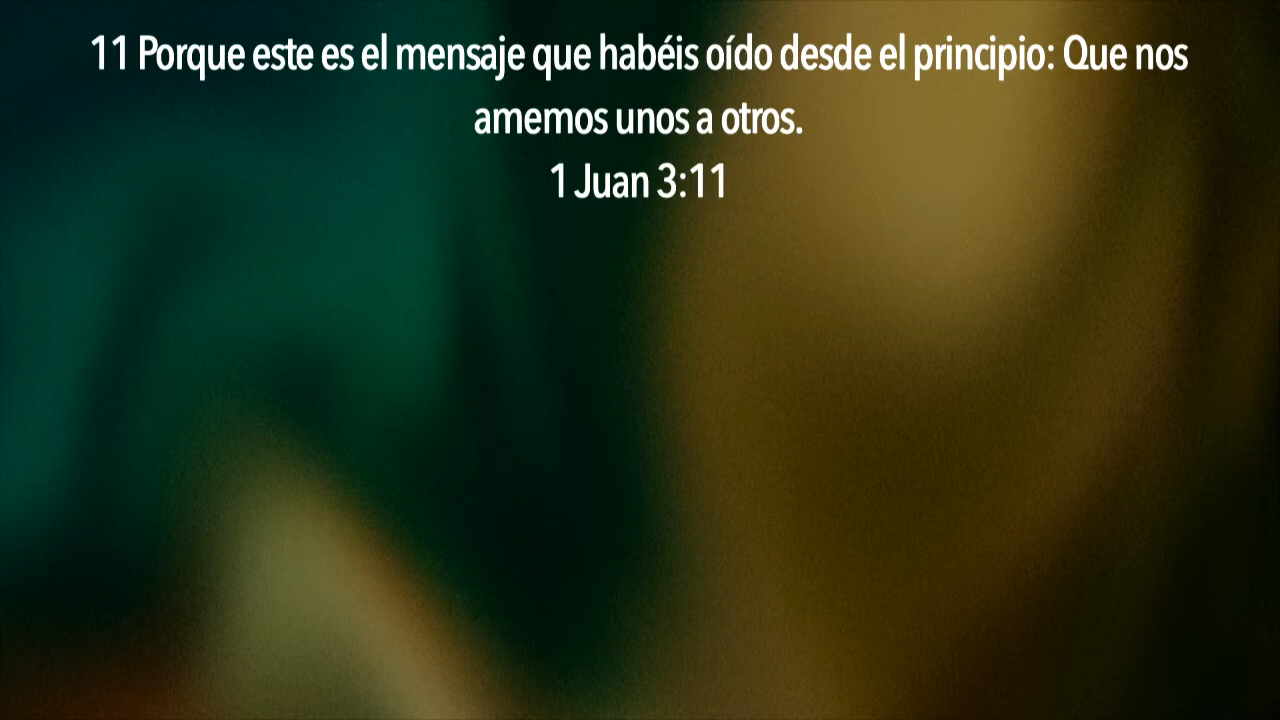 11 Porque este es el mensaje que habéis oído desde el principio: Que nos
amemos unos a otros.
1 Juan 3:11